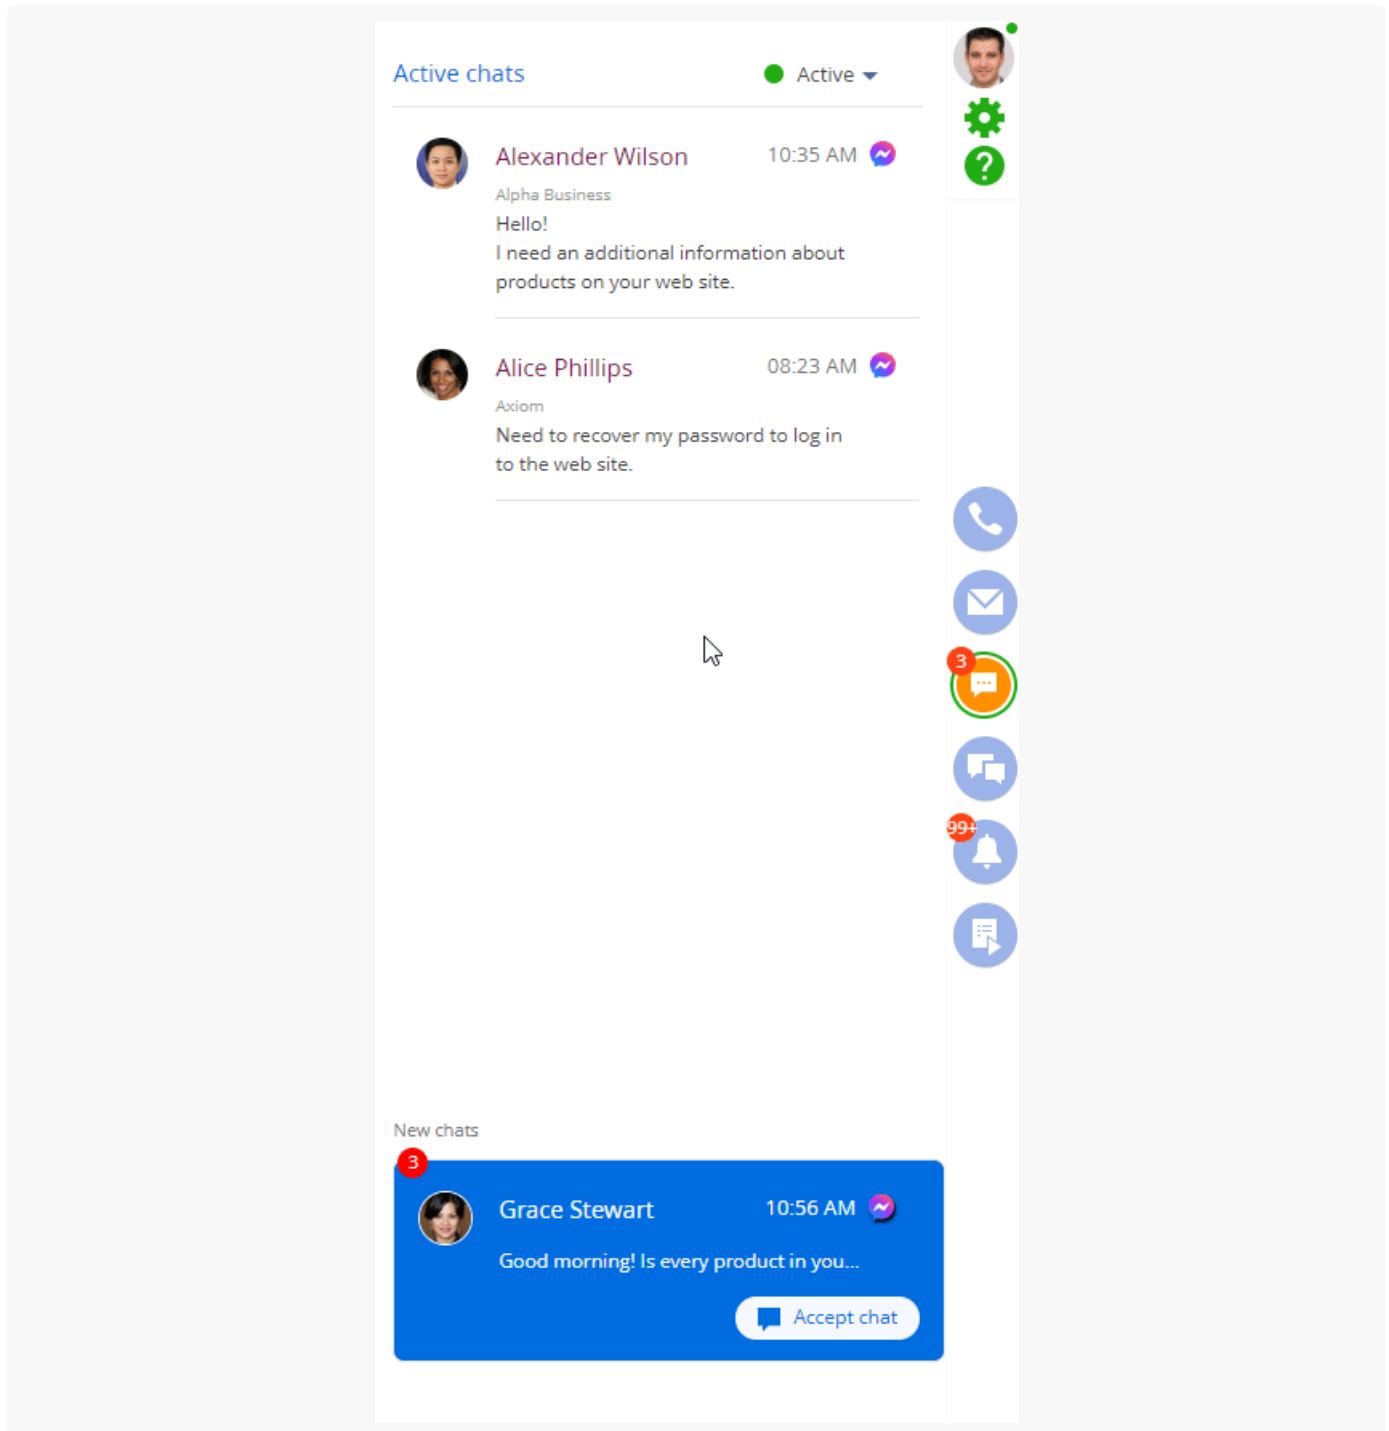 Active chats
Active
Alexander Wilson
10:35 AM
Alpha Business
Hello!
I need an additional information about
products on your web site.
Alice Phillips
08:23 AM
Axiom
Need to recover my password to log in
to the web site.
?
3
99+
New chats
3
Grace Stewart
10:56 AM
Good morning! Is every product in you...
Accept chat